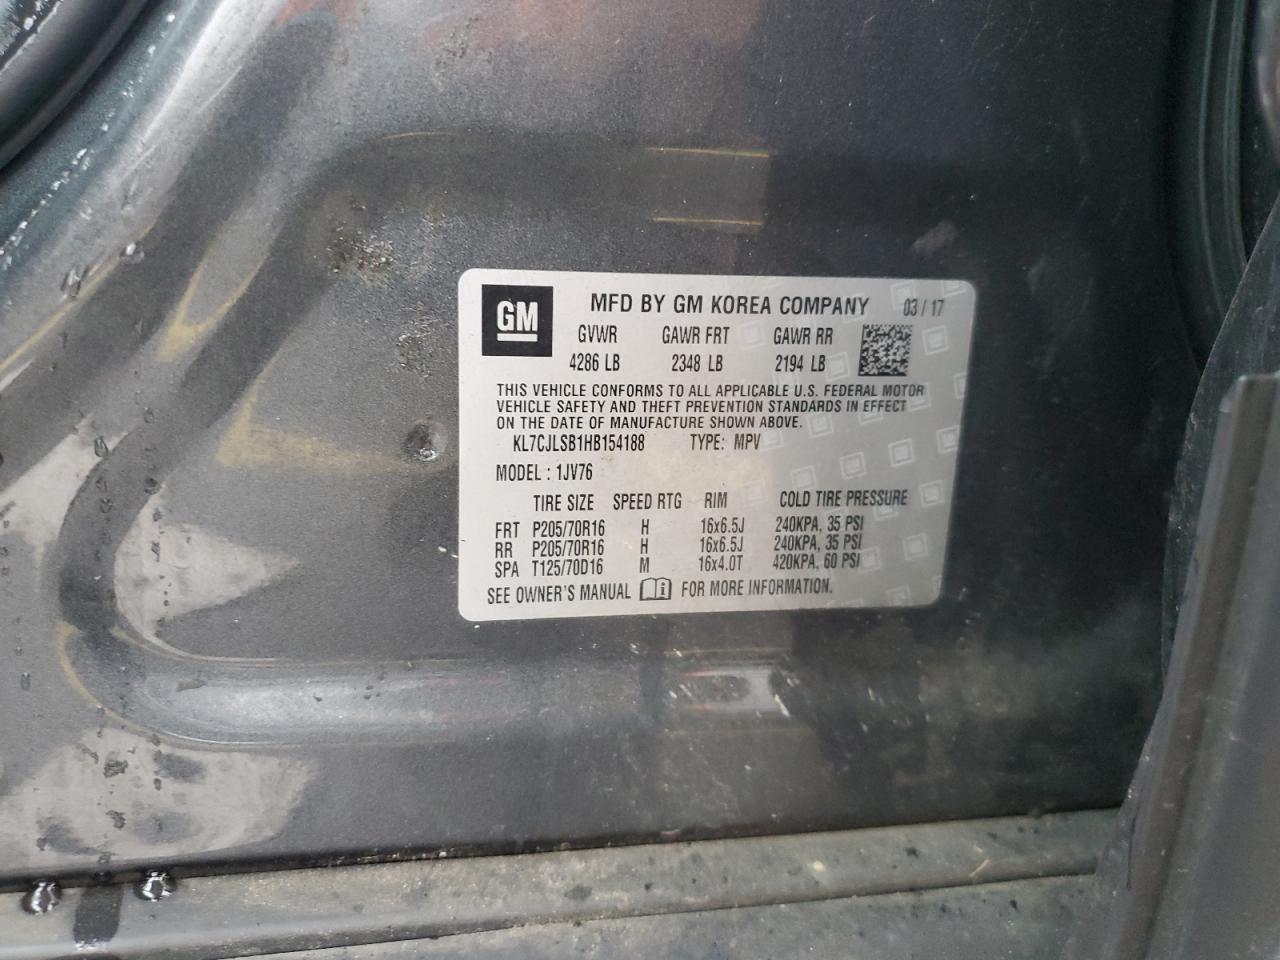 GM MFD BY GM KOREA COMPANY 03 / 17
GVWR GAWR FRT GAWR RR
4286 LB 2348 LB 2194 LB
THIS VEHICLE CONFORMS TO ALL APPLICABLE U.S. FEDERAL MOTOR
VEHICLE SAFETY AND THEFT PREVENTION STANDARDS IN EFFECT
ON THE DATE OF MANUFACTURE SHOWN ABOVE.
KL7CJLSB1HB154188 TYPE: MPV
MODEL : 1JV76
TIRE SIZE SPEED RTG RIM COLD TIRE PRESSURE
FRT P205/70R16 H 16x6.5J 240KPA, 35 PSI
RR P205/70R16 H 16x6.5J 240KPA, 35 PSI
SPA T125/70D16 M 16x4.0T 420KPA, 60 PSI
SEE OWNER'S MANUAL i FOR MORE INFORMATION.